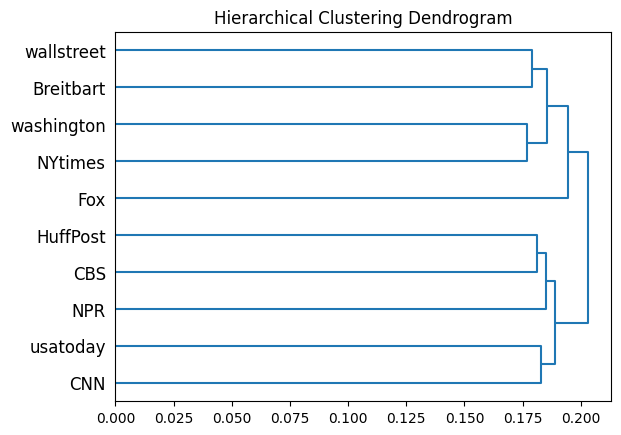 Hierarchical Clustering Dendrogram
wallstreet
Breitbart
washington
NYtimes
Fox
HuffPost
CBS
NPR
usatoday
CNN
0.000 0.025 0.050 0.075 0.100 0.125 0.150 0.175 0.200